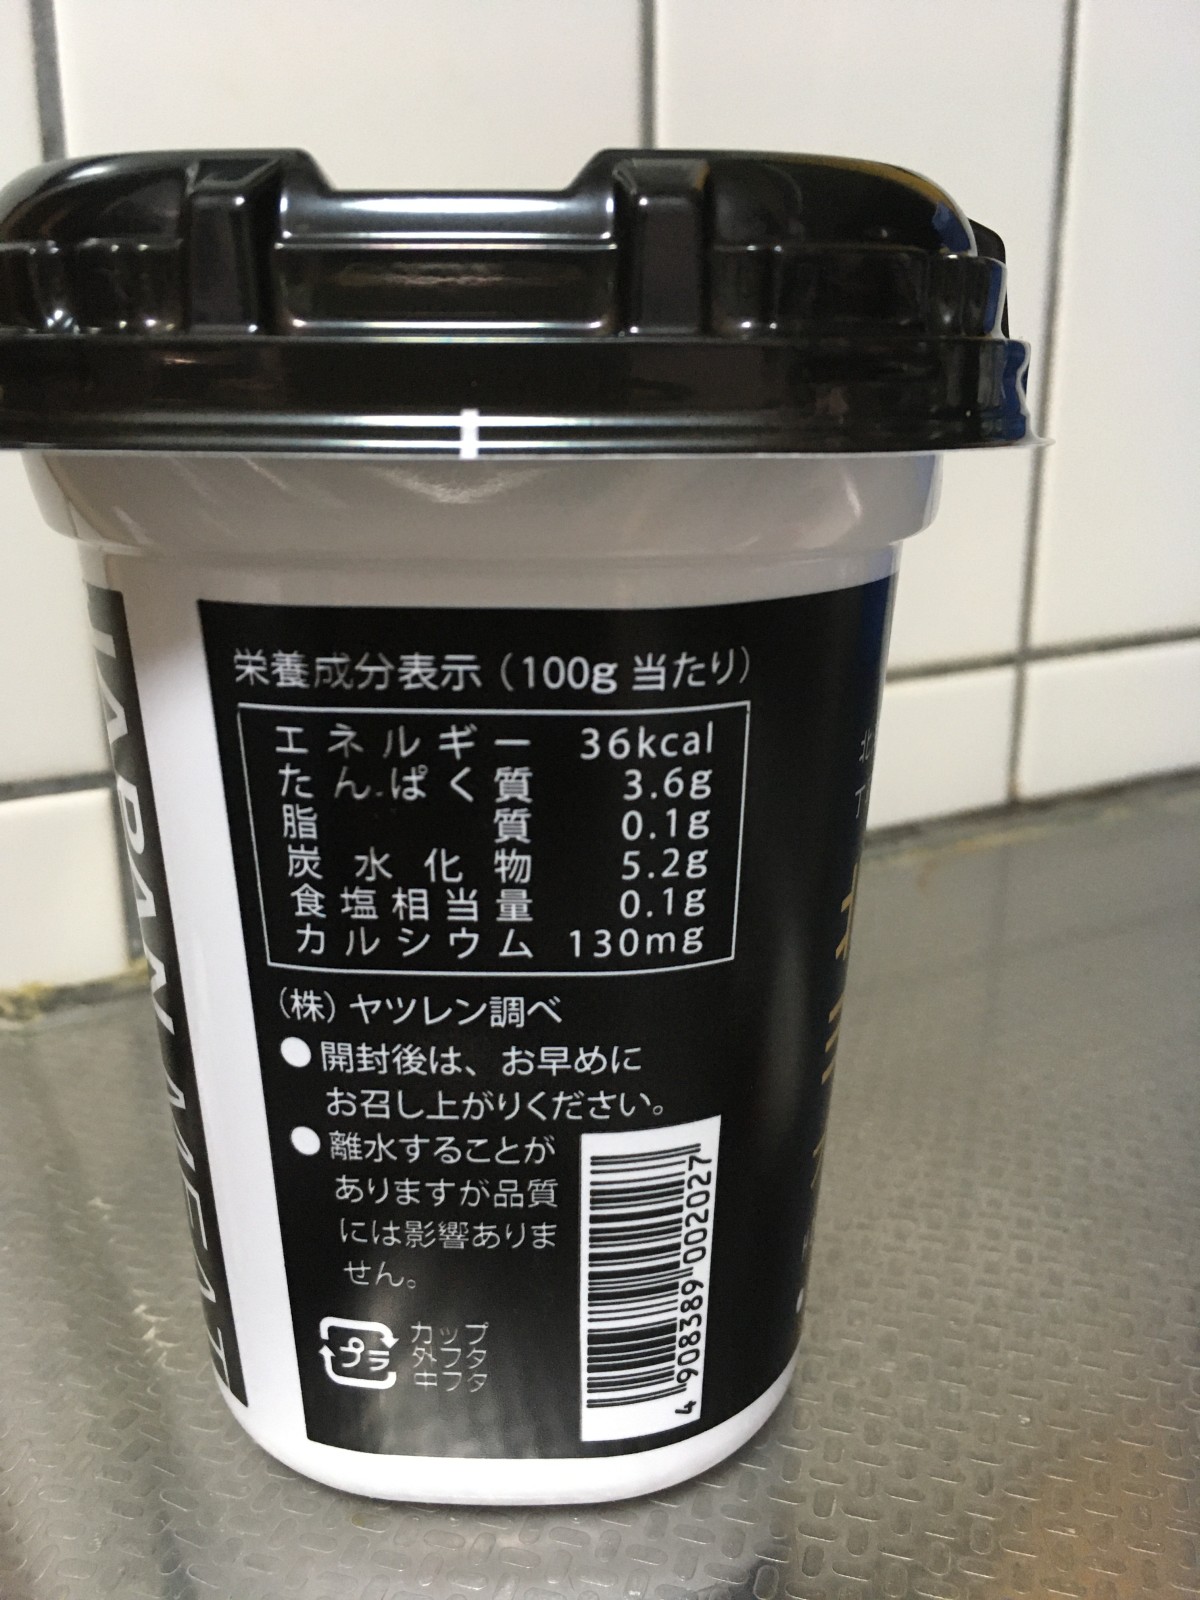 栄養成分表示（100g 当たり）
エネルギー 36kcal
たんぱく質 3.6g
脂質 0.1g
炭水化物 5.2g
食塩相当量 0.1g
カルシウム 130mg
（株）ヤツレン調べ
●開封後は、お早めに
お召し上がりください。
●離水することが
ありますが品質
には影響ありま
せん。
プラ
カップ
外フタ
中フタ
4 908389 002027
JAPAN MEAT